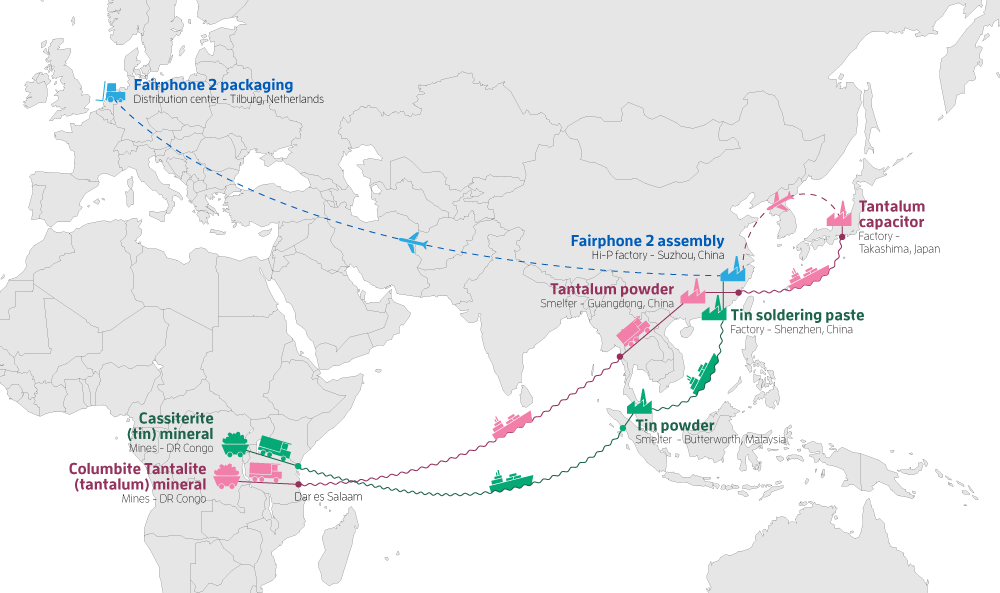 Fairphone 2 packaging
Distribution center - Tilburg, Netherlands
Tantalum
capacitor
Factory -
Takashima, Japan
Fairphone 2 assembly
Hi-P factory - Suzhou, China
Tantalum powder
Smelter - Guangdong, China
Tin soldering paste
Factory - Shenzhen, China
Cassiterite
(tin) mineral
Mines - DR Congo
Tin powder
Smelter - Butterworth, Malaysia
Columbite Tantalite
(tantalum) mineral
Mines - DR Congo
Dar es Salaam